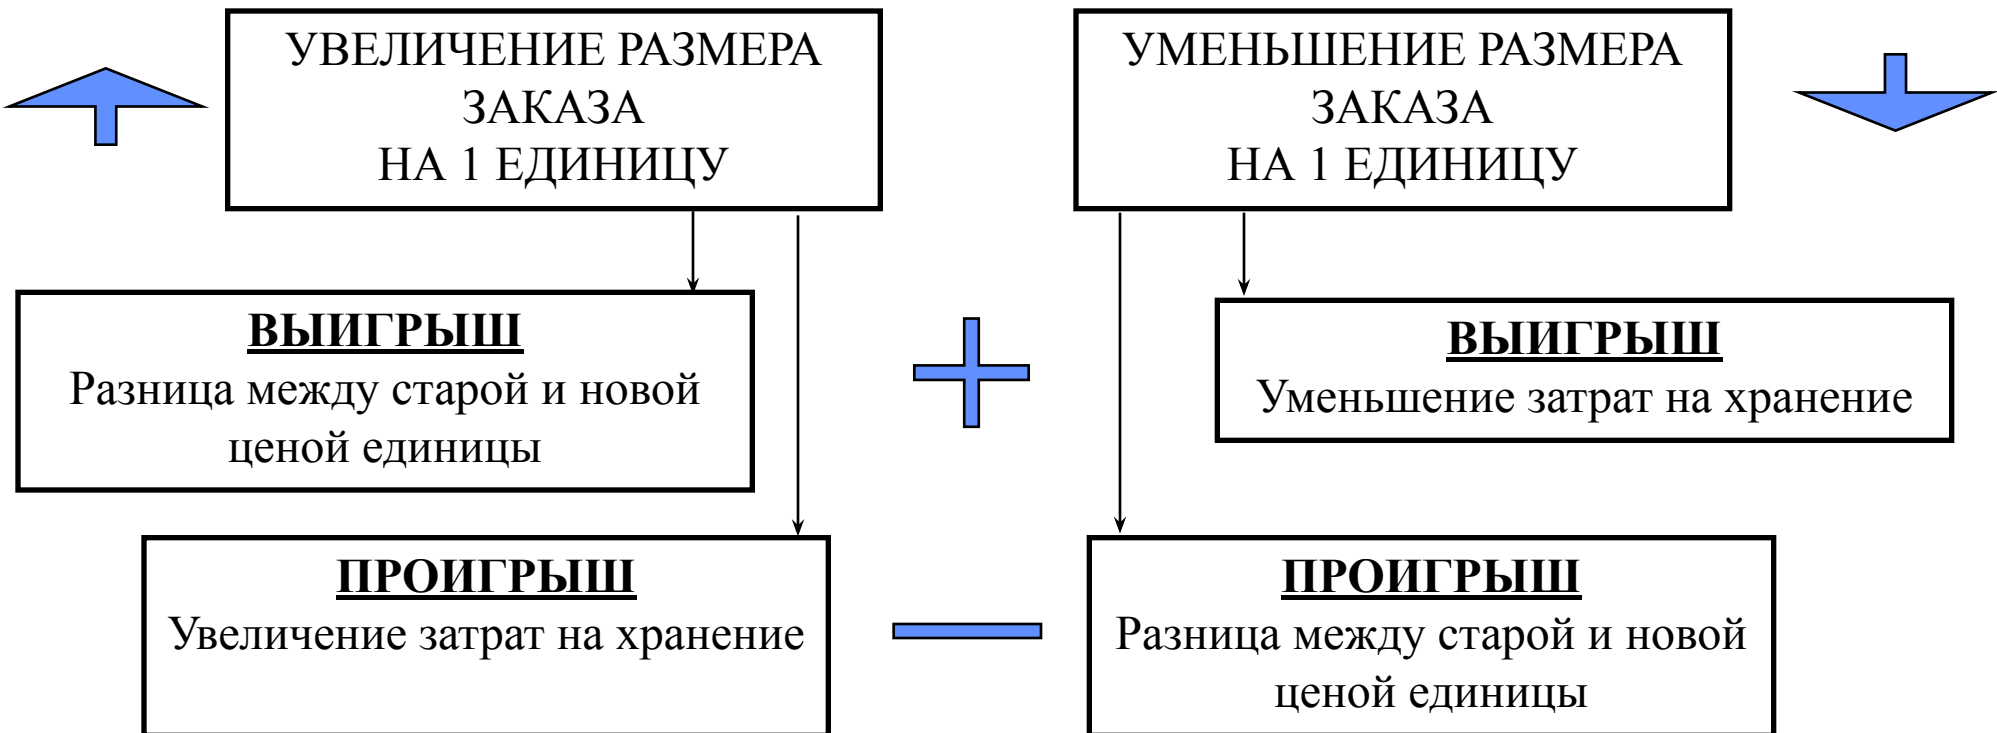 УВЕЛИЧЕНИЕ РАЗМЕРА
ЗАКАЗА
НА 1 ЕДИНИЦУ
УМЕНЬШЕНИЕ РАЗМЕРА
ЗАКАЗА
НА 1 ЕДИНИЦУ
ВЫИГРЫШ
Разница между старой и новой
ценой единицы
ВЫИГРЫШ
Уменьшение затрат на хранение
ПРОИГРЫШ
Увеличение затрат на хранение
ПРОИГРЫШ
Разница между старой и новой
ценой единицы